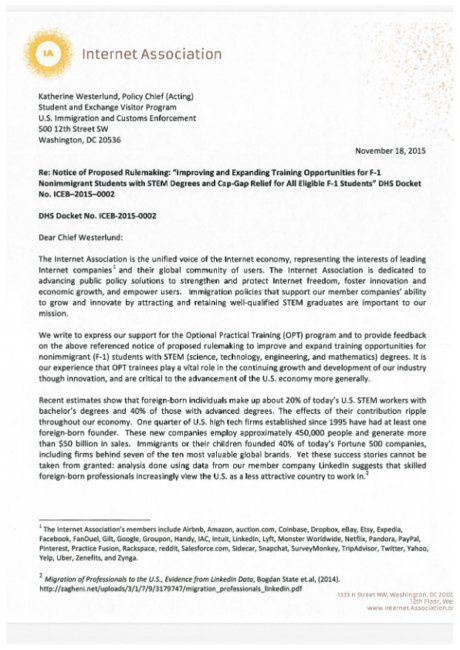 IA
Internet Association
Katherine Westerlund, Policy Chief (Acting)
Student and Exchange Visitor Program
U.S. Immigration and Customs Enforcement
500 12th Street SW
Washington, DC 20536
November 18, 2015
Re: Notice of Proposed Rulemaking: "Improving and Expanding Training Opportunities for F-1
Nonimmigrant Students with STEM Degrees and Cap-Gap Relief for All Eligible F-1 Students" DHS Docket
No. ICEB-2015-0002
DHS Docket No. ICEB-2015-0002
Dear Chief Westerlund:
The Internet Association is the unified voice of the Internet economy, representing the interests of leading
Internet companies¹ and their global community of users. The Internet Association is dedicated to
advancing public policy solutions to strengthen and protect Internet freedom, foster innovation and
economic growth, and empower users. Immigration policies that support our member companies' ability
to grow and innovate by attracting and retaining well-qualified STEM graduates are important to our
mission.
We write to express our support for the Optional Practical Training (OPT) program and to provide feedback
on the above referenced notice of proposed rulemaking to improve and expand training opportunities for
nonimmigrant (F-1) students with STEM (science, technology, engineering, and mathematics) degrees. It is
our experience that OPT trainees play a vital role in the continuing growth and development of our industry
though innovation, and are critical to the advancement of the U.S. economy more generally.
Recent estimates show that foreign-born individuals make up about 20% of today's U.S. STEM workers with
bachelor's degrees and 40% of those with advanced degrees. The effects of their contribution ripple
throughout our economy. One quarter of U.S. high tech firms established since 1995 have had at least one
foreign-born founder. These new companies employ approximately 450,000 people and generate more
than $50 billion in sales. Immigrants or their children founded 40% of today's Fortune 500 companies,
including firms behind seven of the ten most valuable global brands. Yet these success stories cannot be
taken from granted: analysis done using data from our member company LinkedIn suggests that skilled
foreign-born professionals increasingly view the U.S. as a less attractive country to work in.²
¹ The Internet Association's members include Airbnb, Amazon, auction.com, Coinbase, Dropbox, eBay, Etsy, Expedia,
Facebook, FanDuel, Gilt, Google, Groupon, Handy, IAC, Intuit, LinkedIn, Lyft, Monster Worldwide, Netflix, Pandora, PayPal,
Pinterest, Practice Fusion, Rackspace, reddit, Salesforce.com, Sidecar, Snapchat, SurveyMonkey, TripAdvisor, Twitter, Yahoo,
Yelp, Uber, Zenefits, and Zynga.
² Migration of Professionals to the U.S., Evidence from LinkedIn Data, Bogdan State et.al, (2014).
http://zagheni.net/uploads/3/1/7/9/3179747/migration_professionals_linkedin.pdf
1333 H Street NW, Washington, DC
12th Floor,
www.internet Association.